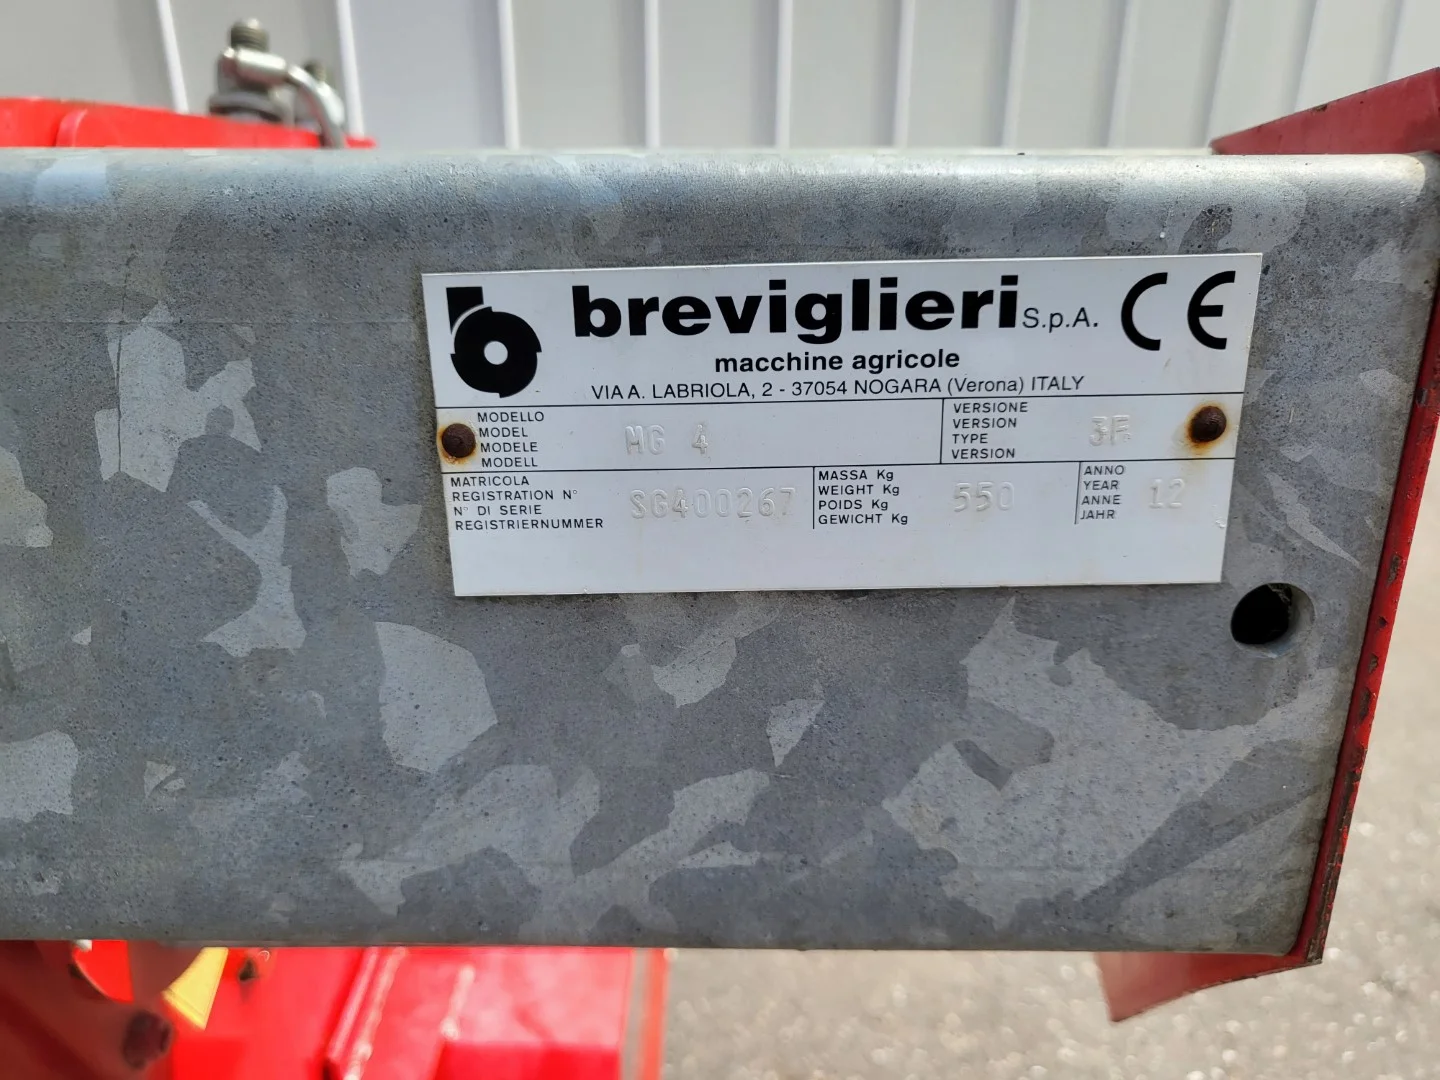 breviglieri S.p.A. CE
macchine agricole
VIA A. LABRIOLA, 2 - 37054 NOGARA (Verona) ITALY
MODELLO
MODEL
MODELE
MODELL
MG 4
VERSIONE
VERSION
TYPE
VERSION
3F
MATRICOLA
REGISTRATION N°
N° DI SERIE
REGISTRIERNUMMER
SG400267
MASSA Kg
WEIGHT Kg
POIDS Kg
GEWICHT Kg
550
ANNO
YEAR
ANNE
JAHR
12